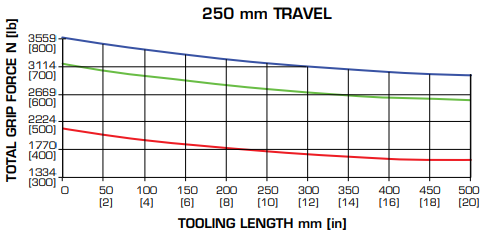 250 mm TRAVEL
TOTAL GRIP FORCE N [lb]
3559
[800]
3114
[700]
2669
[600]
2224
[500]
1770
[400]
1334
[300]
0 50 100 150 200 250 300 350 400 450 500
[2] [4] [6] [8] [10] [12] [14] [16] [18] [20]
TOOLING LENGTH mm [in]